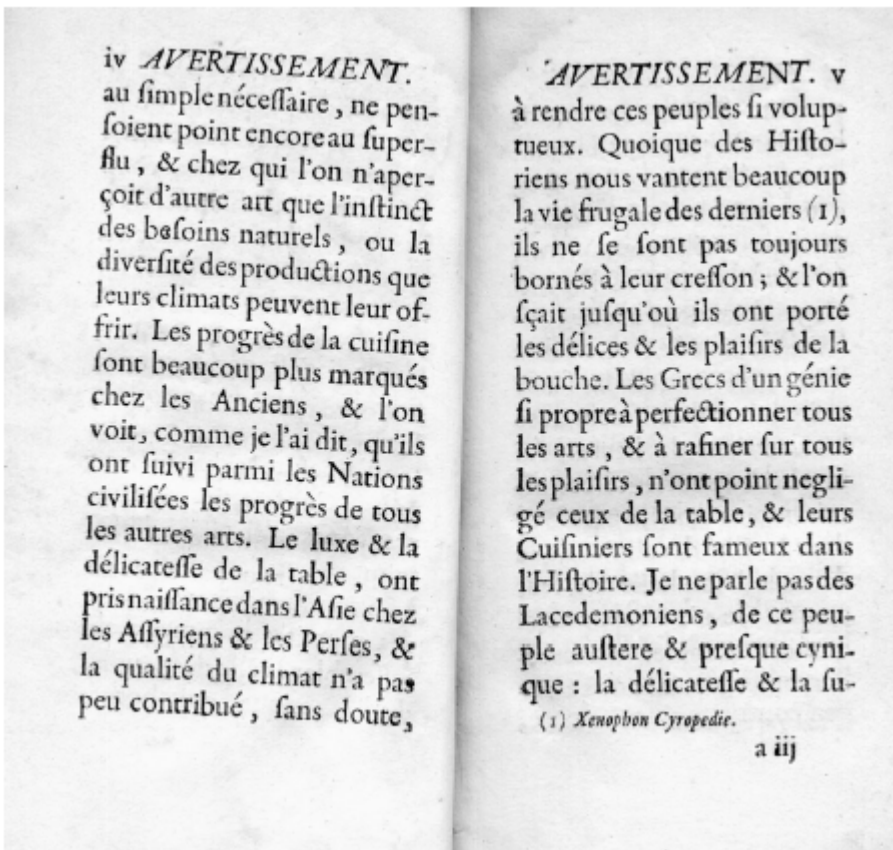 iv AVERTISSEMENT.
au ſimple néceſſaire, ne pen-
ſoient point encore au ſuper-
flu, & chez qui l'on n'aper-
çoit d'autre art que l'inſtinct
des beſoins naturels, ou la
diverſité des productions que
leurs climats peuvent leur of-
frir. Les progrès de la cuiſine
ſont beaucoup plus marqués
chez les Anciens, & l'on
voit, comme je l'ai dit, qu'ils
ont ſuivi parmi les Nations
civiliſées les progrès de tous
les autres arts. Le luxe & la
délicateſſe de la table, ont
pris naiſſance dans l'Aſie chez
les Aſſyriens & les Perſes, &
la qualité du climat n'a pas
peu contribué, ſans doute,
AVERTISSEMENT. v
à rendre ces peuples ſi volup-
tueux. Quoique des Hiſto-
riens nous vantent beaucoup
la vie frugale des derniers (1),
ils ne ſe ſont pas toujours
bornés à leur creſſon ; & l'on
ſçait juſqu'où ils ont porté
les délices & les plaiſirs de la
bouche. Les Grecs d'un génie
ſi propre à perfectionner tous
les arts, & à rafiner ſur tous
les plaiſirs, n'ont point negli-
gé ceux de la table, & leurs
Cuiſiniers ſont fameux dans
l'Hiſtoire. Je ne parle pas des
Lacedemoniens, de ce peu-
ple auſtere & preſque cyni-
que : la délicateſſe & la ſu-
(1) Xenophon Cyropedie.
a iij